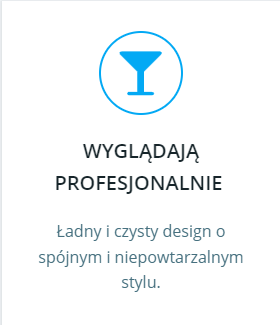 WYGLĄDAJĄ
PROFESJONALNIE
Ładny i czysty design o
spójnym i niepowtarzalnym
stylu.